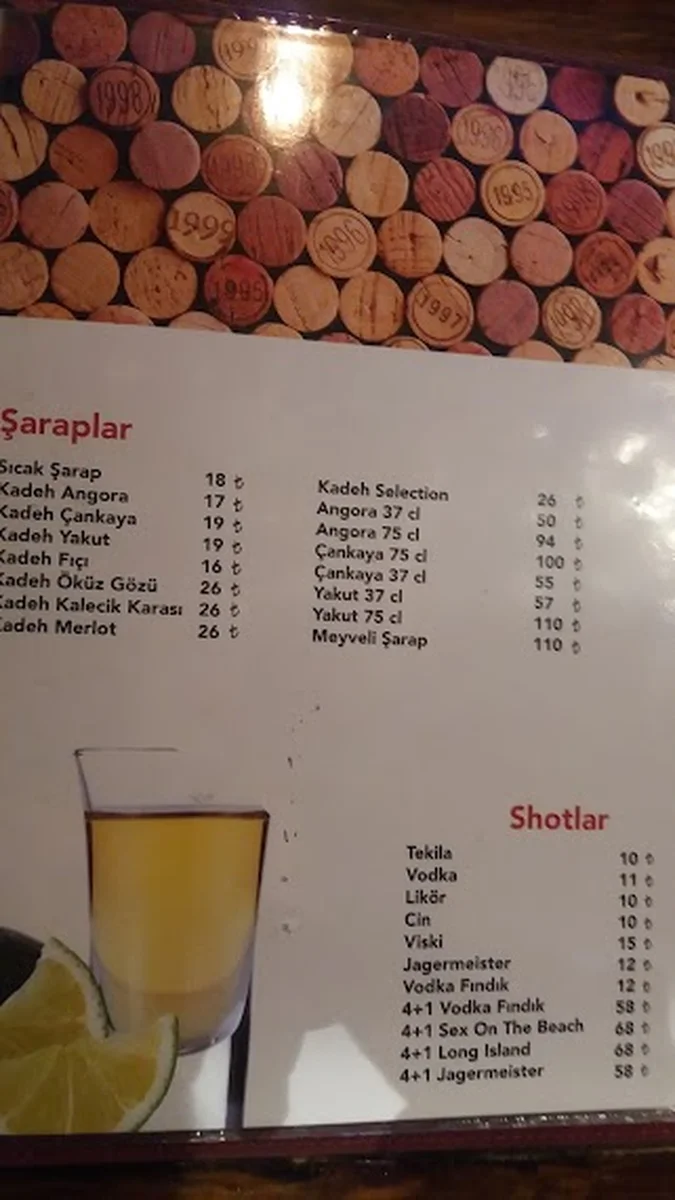 1998
1999
1996
1995
1995
1997
1998
Şaraplar
Sıcak Şarap 18 ₺
Kadeh Angora 17 ₺
Kadeh Çankaya 19 ₺
Kadeh Yakut 19 ₺
Kadeh Fıçı 16 ₺
Kadeh Öküz Gözü 26 ₺
Kadeh Kalecik Karası 26 ₺
Kadeh Merlot 26 ₺
Kadeh Selection 26 ₺
Angora 37 cl 50 ₺
Angora 75 cl 94 ₺
Çankaya 75 cl 100 ₺
Çankaya 37 cl 55 ₺
Yakut 37 cl 57 ₺
Yakut 75 cl 110 ₺
Meyveli Şarap 110 ₺
Shotlar
Tekila 10 ₺
Vodka 11 ₺
Likör 10 ₺
Cin 10 ₺
Viski 15 ₺
Jagermeister 12 ₺
Vodka Fındık 12 ₺
4+1 Vodka Fındık 58 ₺
4+1 Sex On The Beach 68 ₺
4+1 Long Island 68 ₺
4+1 Jagermeister 58 ₺